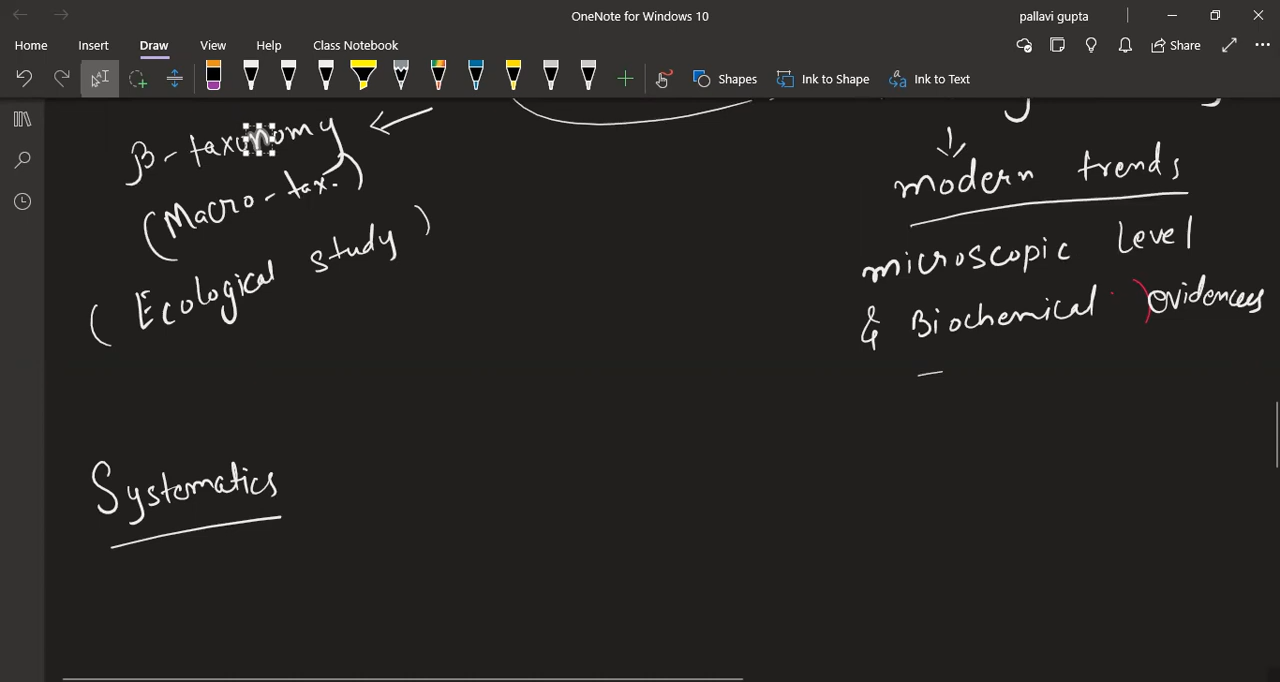 OneNote for Windows 10
pallavi gupta
Home Insert Draw View Help Class Notebook
Share
Shapes Ink to Shape Ink to Text
β- taxonomy
(Macro-tax.)
(Ecological study)
modern trends
microscopic level
& Biochemical ) evidences
Systematics